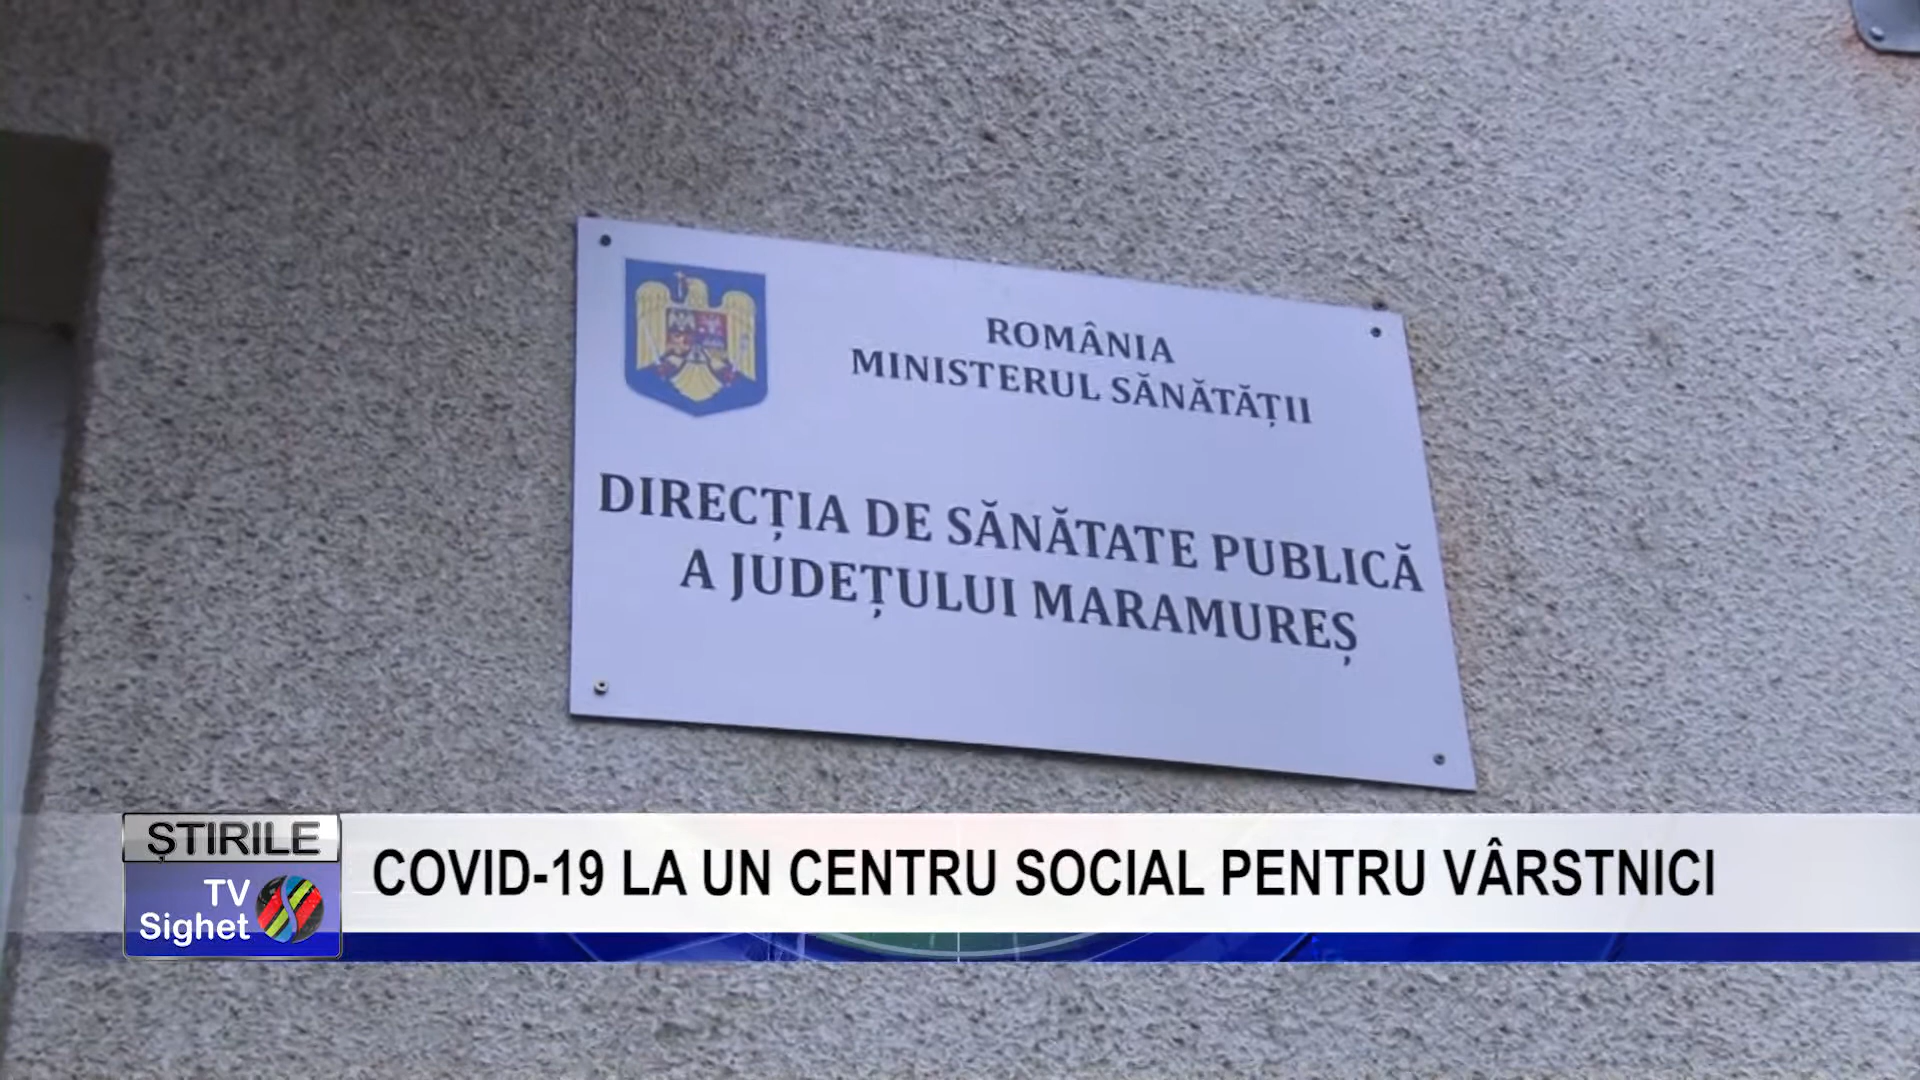 ROMÂNIA
MINISTERUL SĂNĂTĂȚII
DIRECȚIA DE SĂNĂTATE PUBLICĂ
A JUDEȚULUI MARAMUREȘ
ȘTIRILE
TV
Sighet
COVID-19 LA UN CENTRU SOCIAL PENTRU VÂRSTNICI